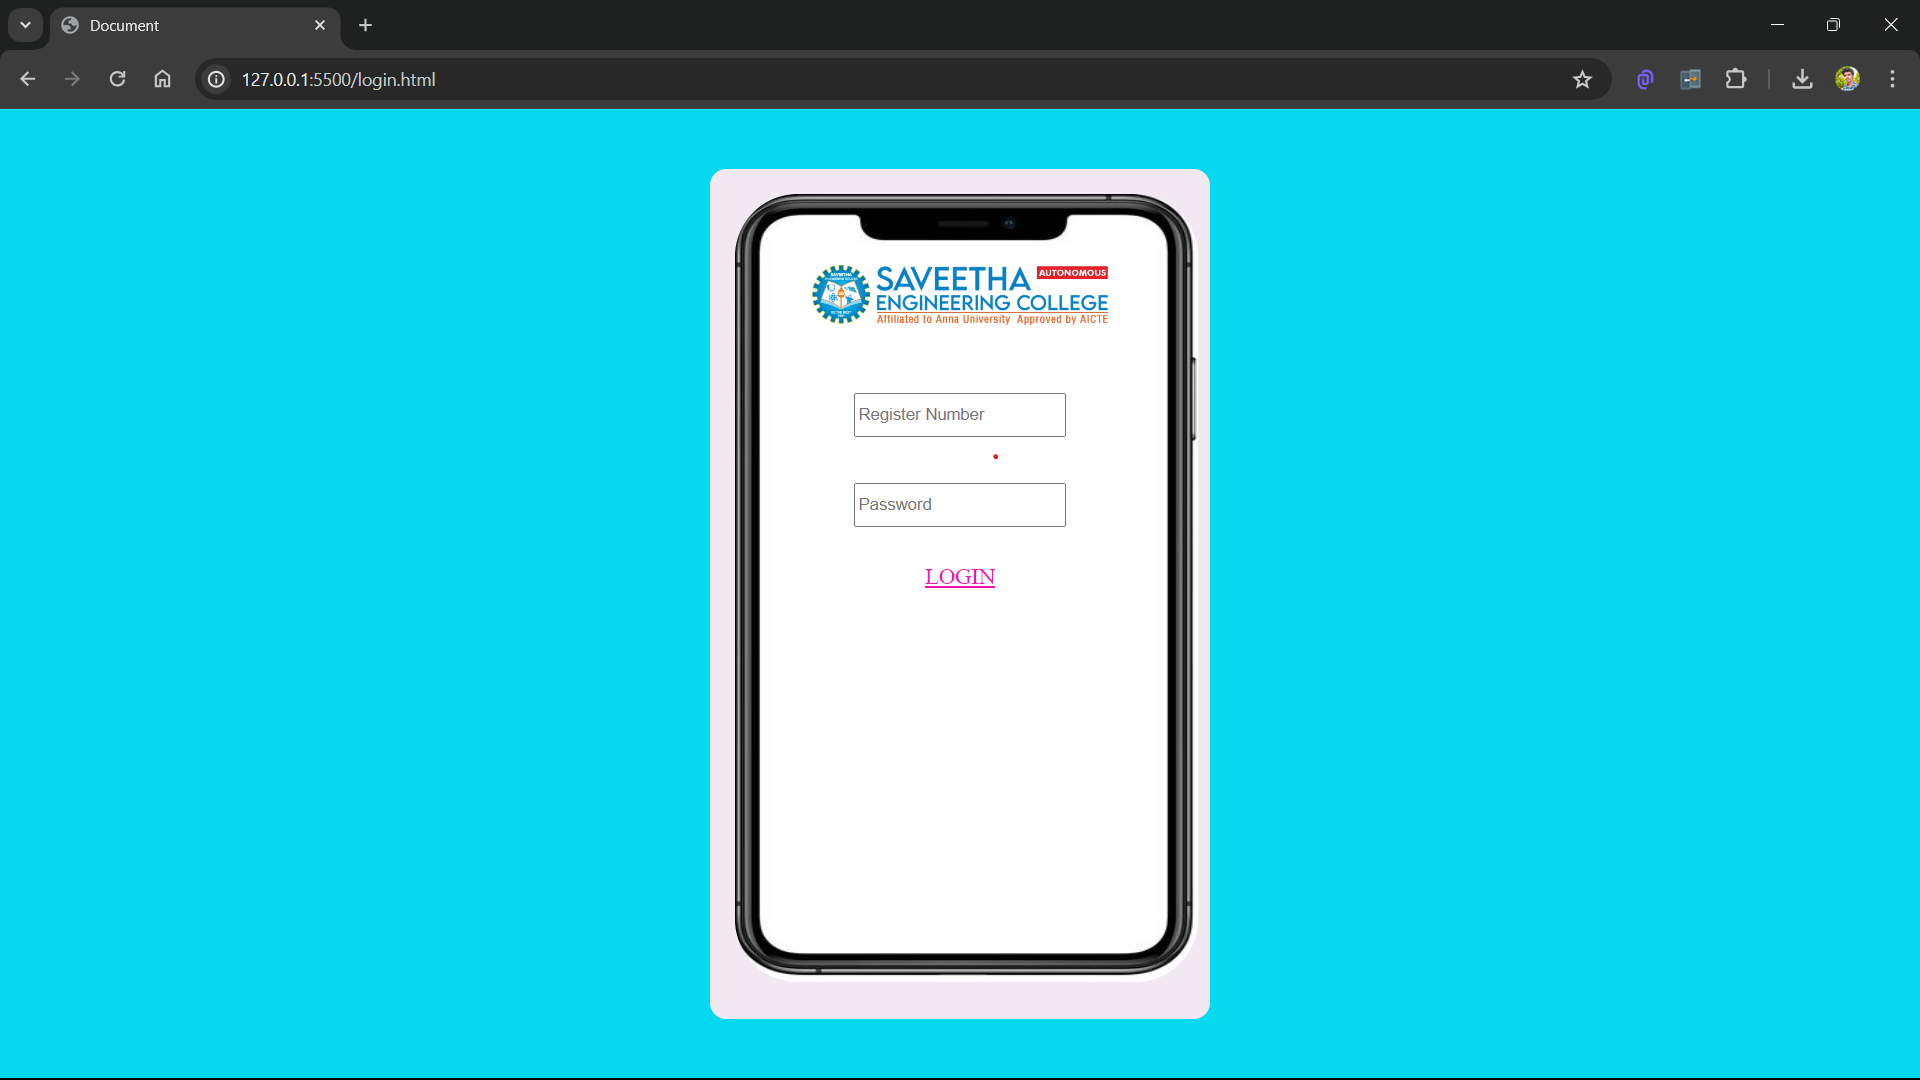 Document
127.0.0.1:5500/login.html
SAVEETHA AUTONOMOUS
ENGINEERING COLLEGE
Affiliated to Anna University Approved by AICTE
SAVEETHA
Register Number
Password
LOGIN